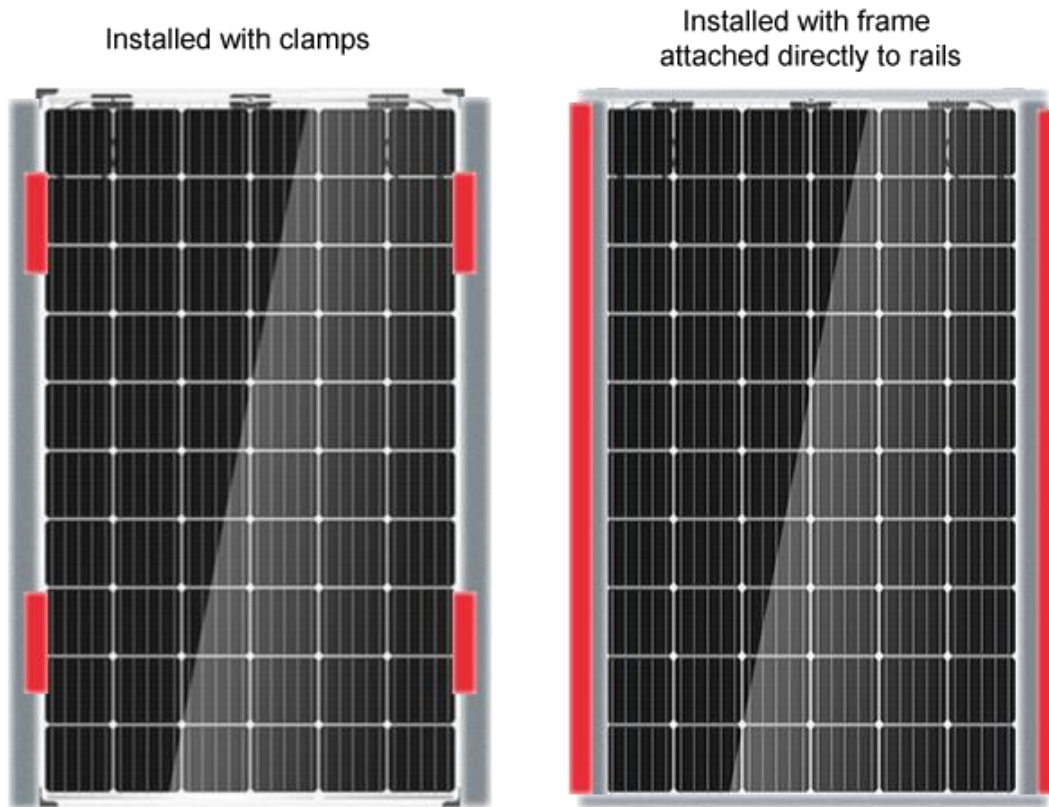 Installed with clamps
Installed with frame
attached directly to rails